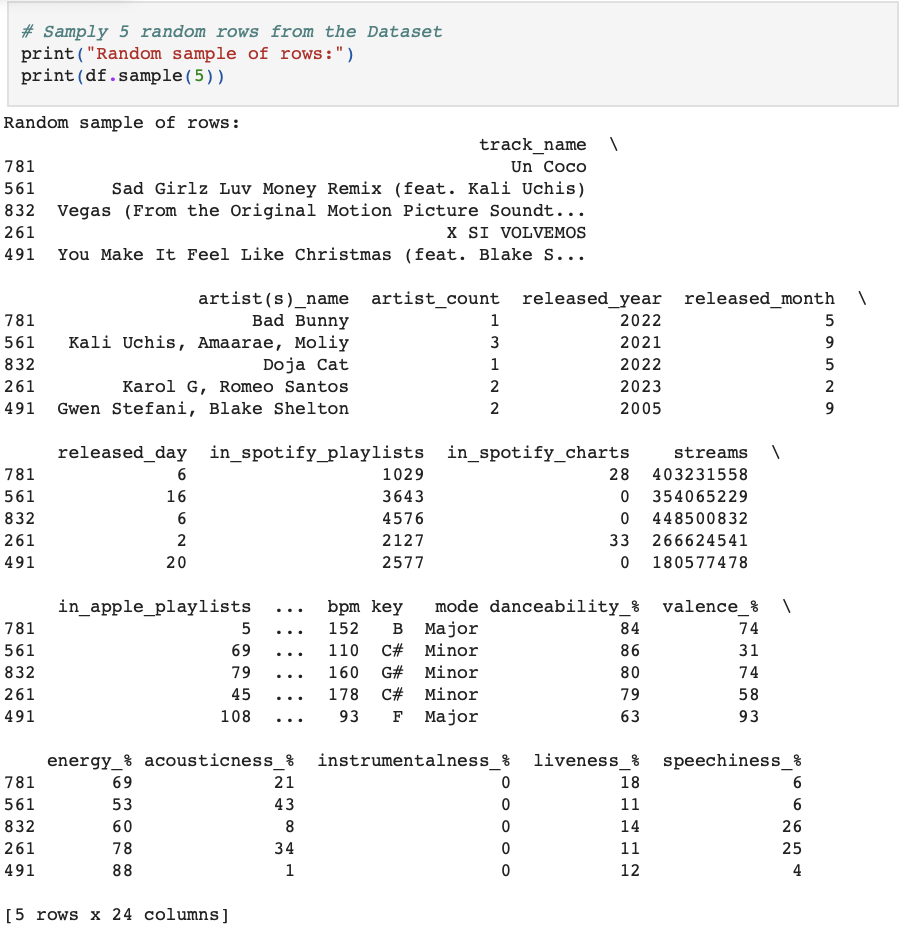 # Samply 5 random rows from the Dataset
print("Random sample of rows:")
print(df.sample(5))
Random sample of rows:
                                            track_name  \
781                                            Un Coco
561       Sad Girlz Luv Money Remix (feat. Kali Uchis)
832  Vegas (From the Original Motion Picture Soundt...
261                                      X SI VOLVEMOS
491  You Make It Feel Like Christmas (feat. Blake S...
                  artist(s)_name  artist_count  released_year  released_month  \
781                    Bad Bunny             1           2022               5
561   Kali Uchis, Amaarae, Moliy             3           2021               9
832                     Doja Cat             1           2022               5
261        Karol G, Romeo Santos             2           2023               2
491  Gwen Stefani, Blake Shelton             2           2005               9
     released_day  in_spotify_playlists  in_spotify_charts    streams  \
781             6                  1029                 28  403231558
561            16                  3643                  0  354065229
832             6                  4576                  0  448500832
261             2                  2127                 33  266624541
491            20                  2577                  0  180577478
     in_apple_playlists  ...  bpm key   mode danceability_%  valence_%  \
781                   5  ...  152   B  Major             84         74
561                  69  ...  110  C#  Minor             86         31
832                  79  ...  160  G#  Minor             80         74
261                  45  ...  178  C#  Minor             79         58
491                 108  ...   93   F  Major             63         93
    energy_% acousticness_%  instrumentalness_%  liveness_%  speechiness_%
781       69             21                   0          18              6
561       53             43                   0          11              6
832       60              8                   0          14             26
261       78             34                   0          11             25
491       88              1                   0          12              4
[5 rows x 24 columns]